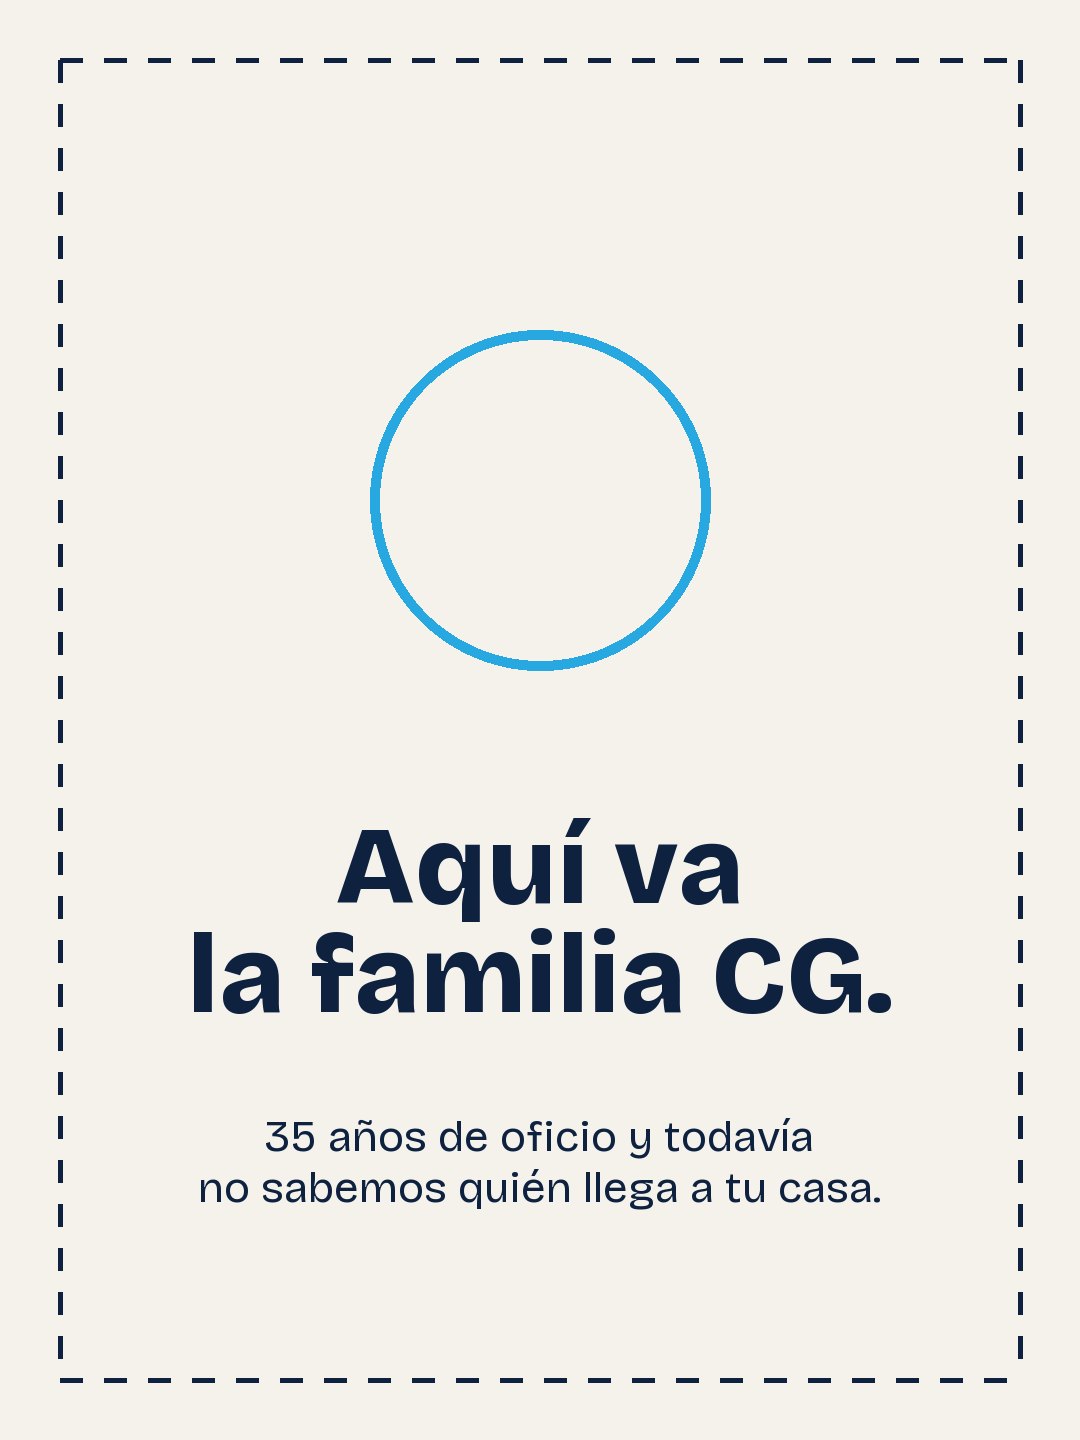 Aquí va
la familia CG.
35 años de oficio y todavía
no sabemos quién llega a tu casa.